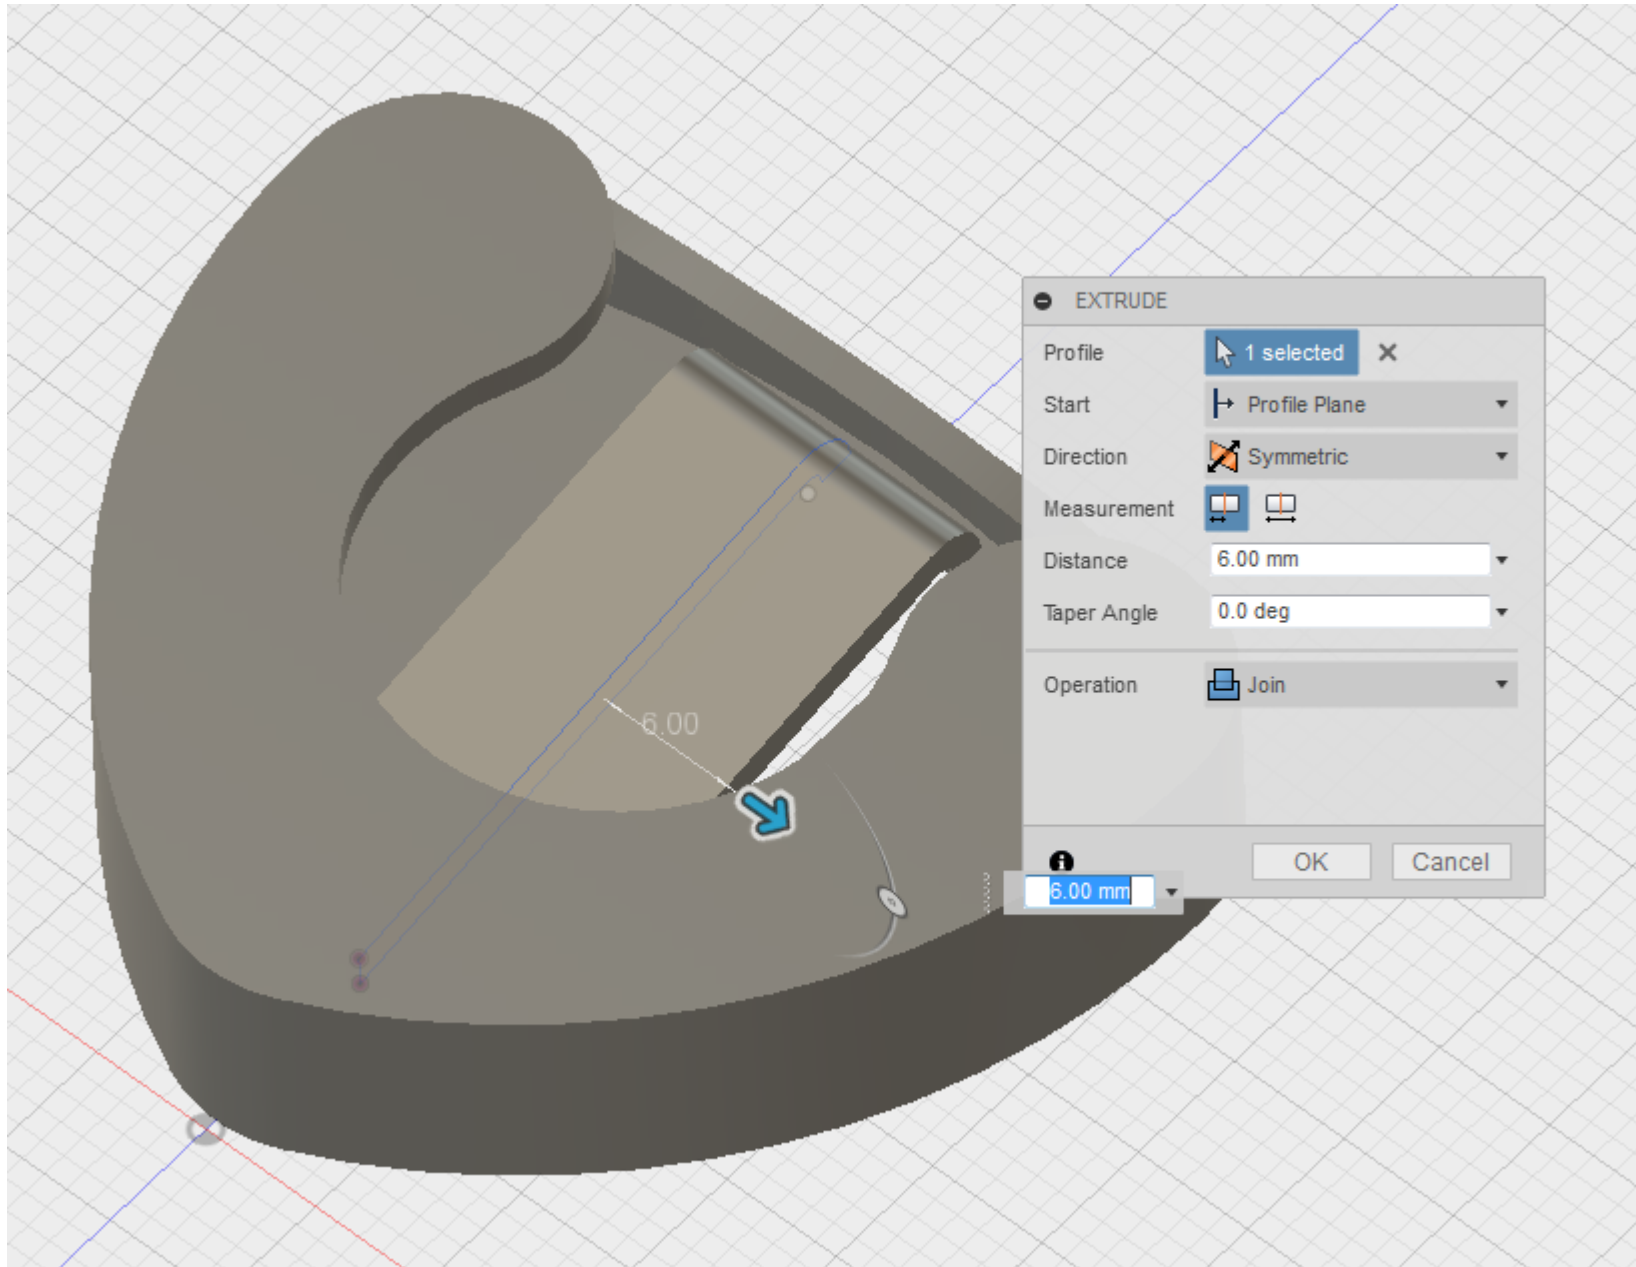 EXTRUDE
Profile 1 selected
Start Profile Plane
Direction Symmetric
Measurement
Distance 6.00 mm
Taper Angle 0.0 deg
Operation Join
6.00
OK Cancel
6.00 mm